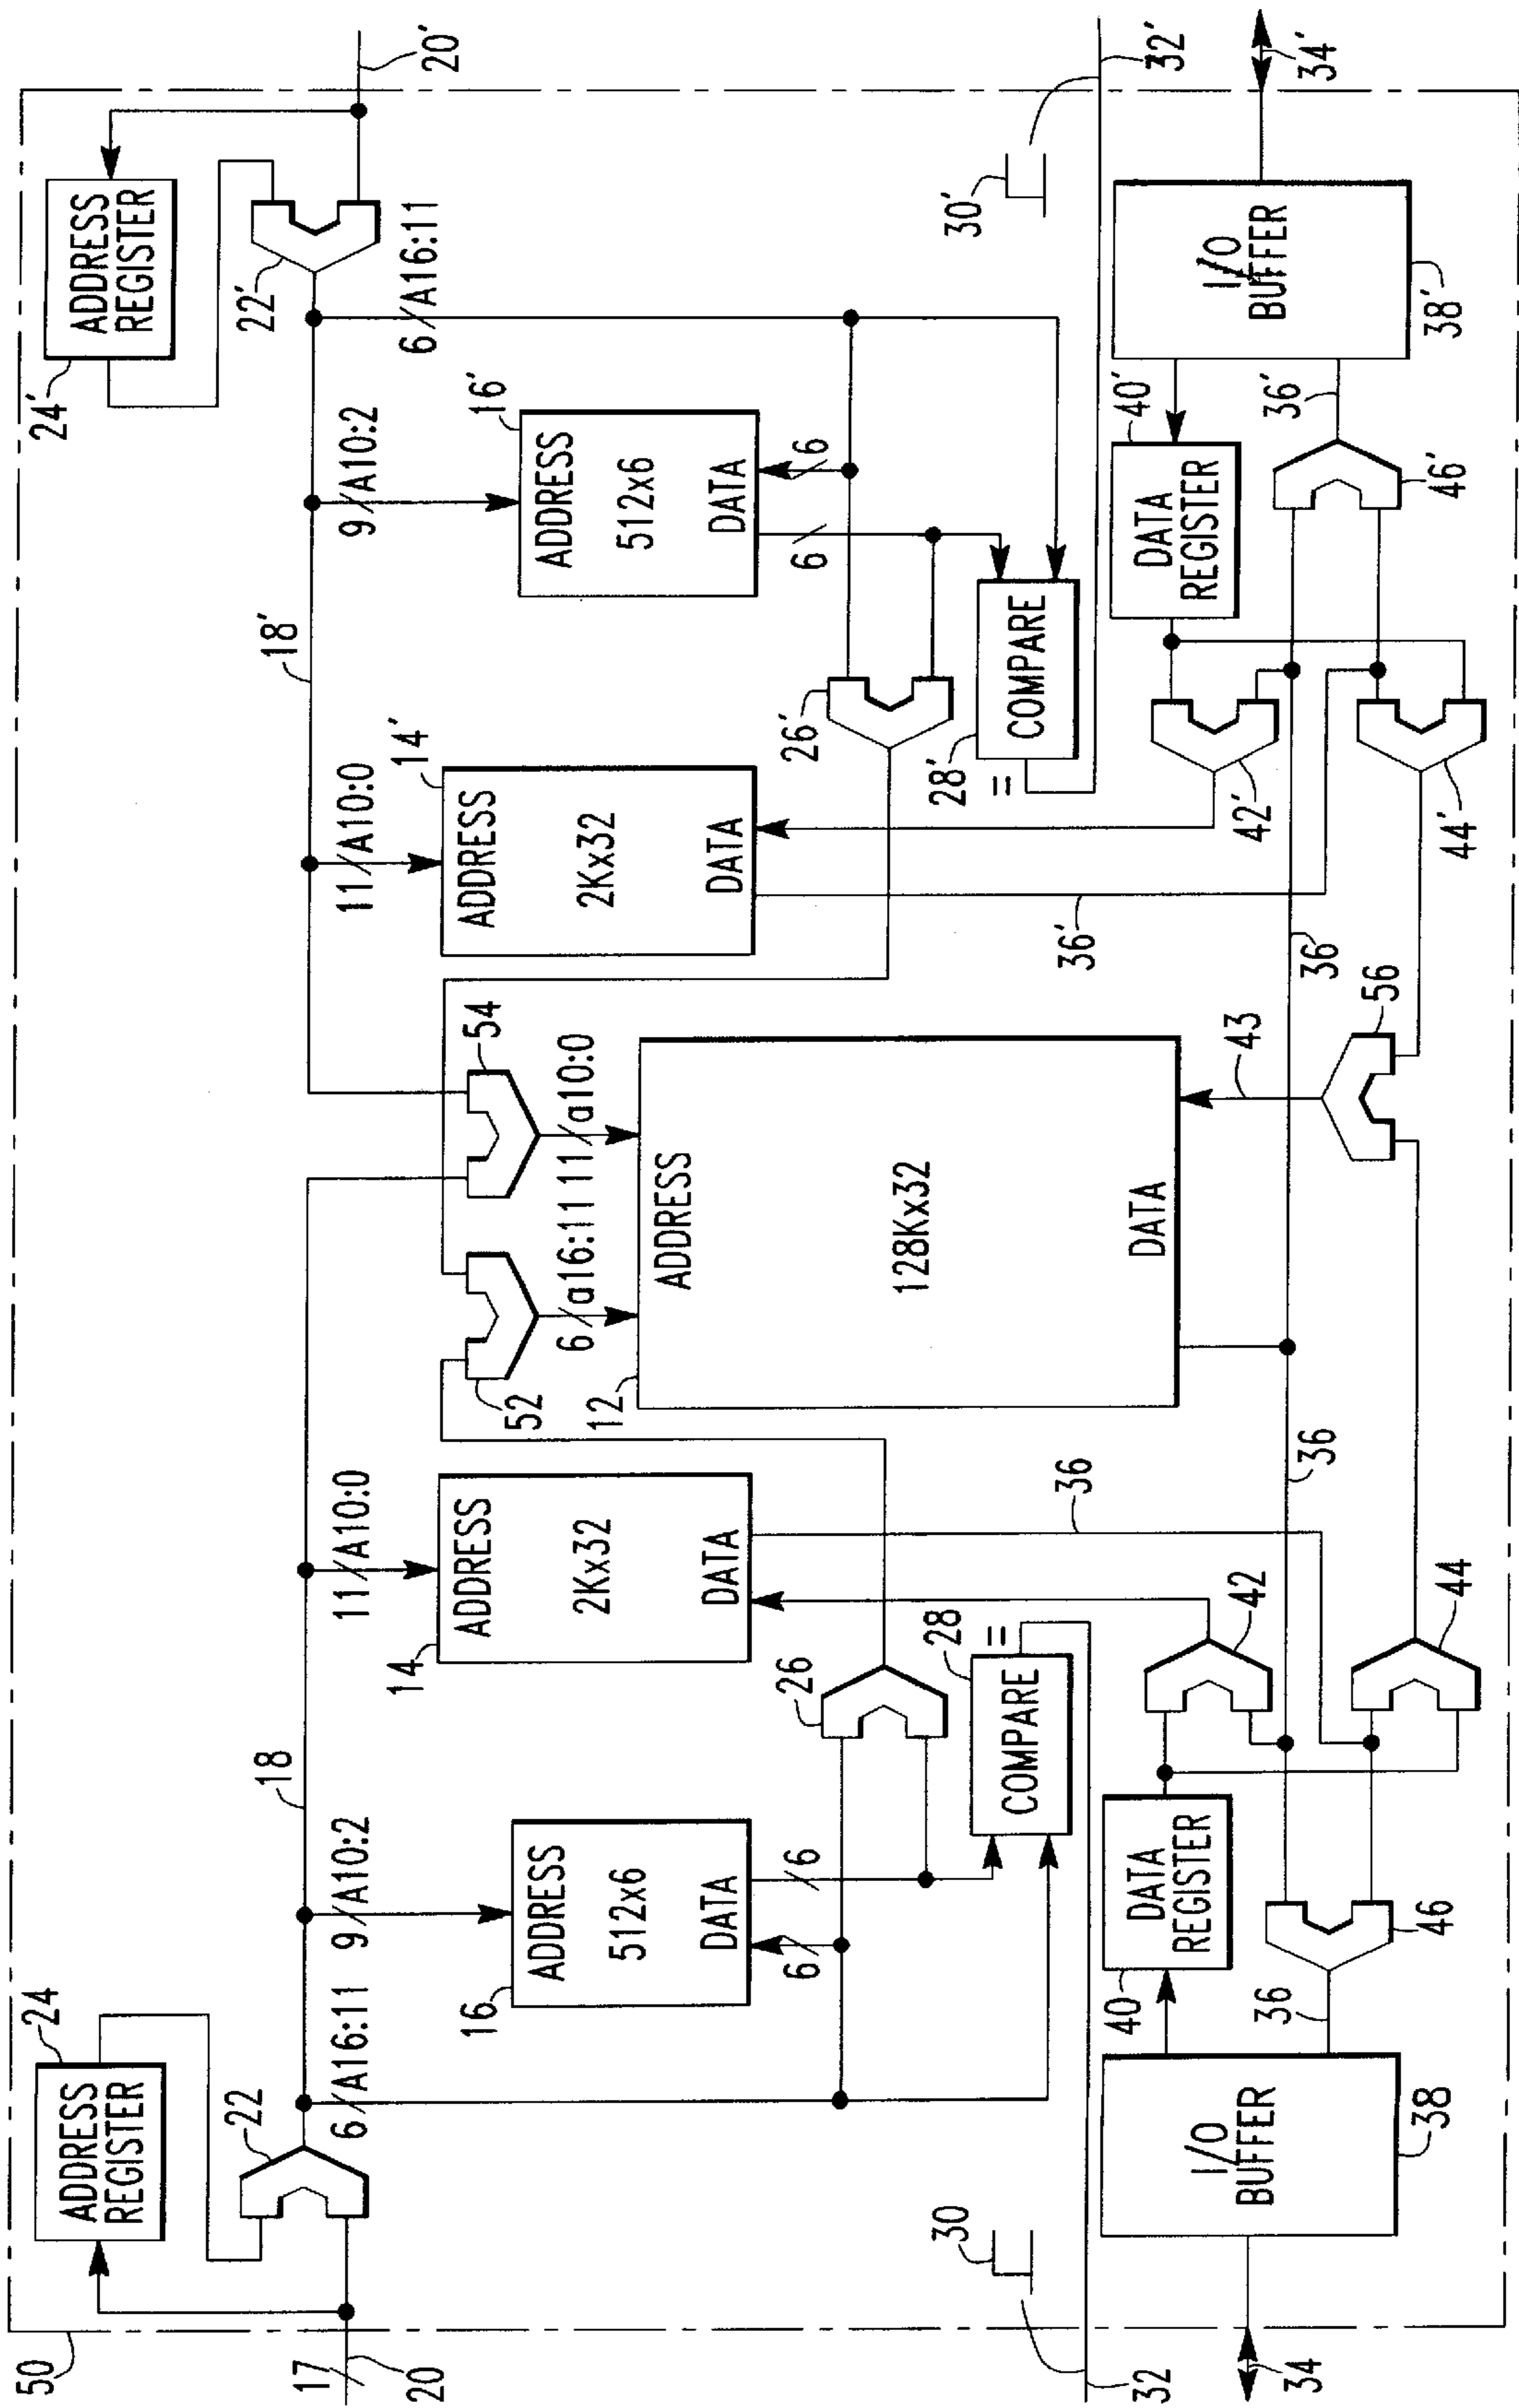 50
17
20
24
ADDRESS
REGISTER
22
18
6 A16:11
9 A10:2
11 A10:0
16
ADDRESS
512x6
DATA
6
6
14
ADDRESS
2Kx32
DATA
26
28
COMPARE
=
30
32
34
I/O
BUFFER
38
40
DATA
REGISTER
36
46
42
44
36
36
52
54
6 a16:11
11 a10:0
12
ADDRESS
128Kx32
DATA
43
56
36
36'
18'
11 A10:0
14'
ADDRESS
2Kx32
DATA
9 A10:2
16'
ADDRESS
512x6
DATA
6
6
6 A16:11
22'
24'
ADDRESS
REGISTER
20'
26'
28'
COMPARE
=
30'
32'
40'
DATA
REGISTER
42'
44'
46'
36'
I/O
BUFFER
38'
34'